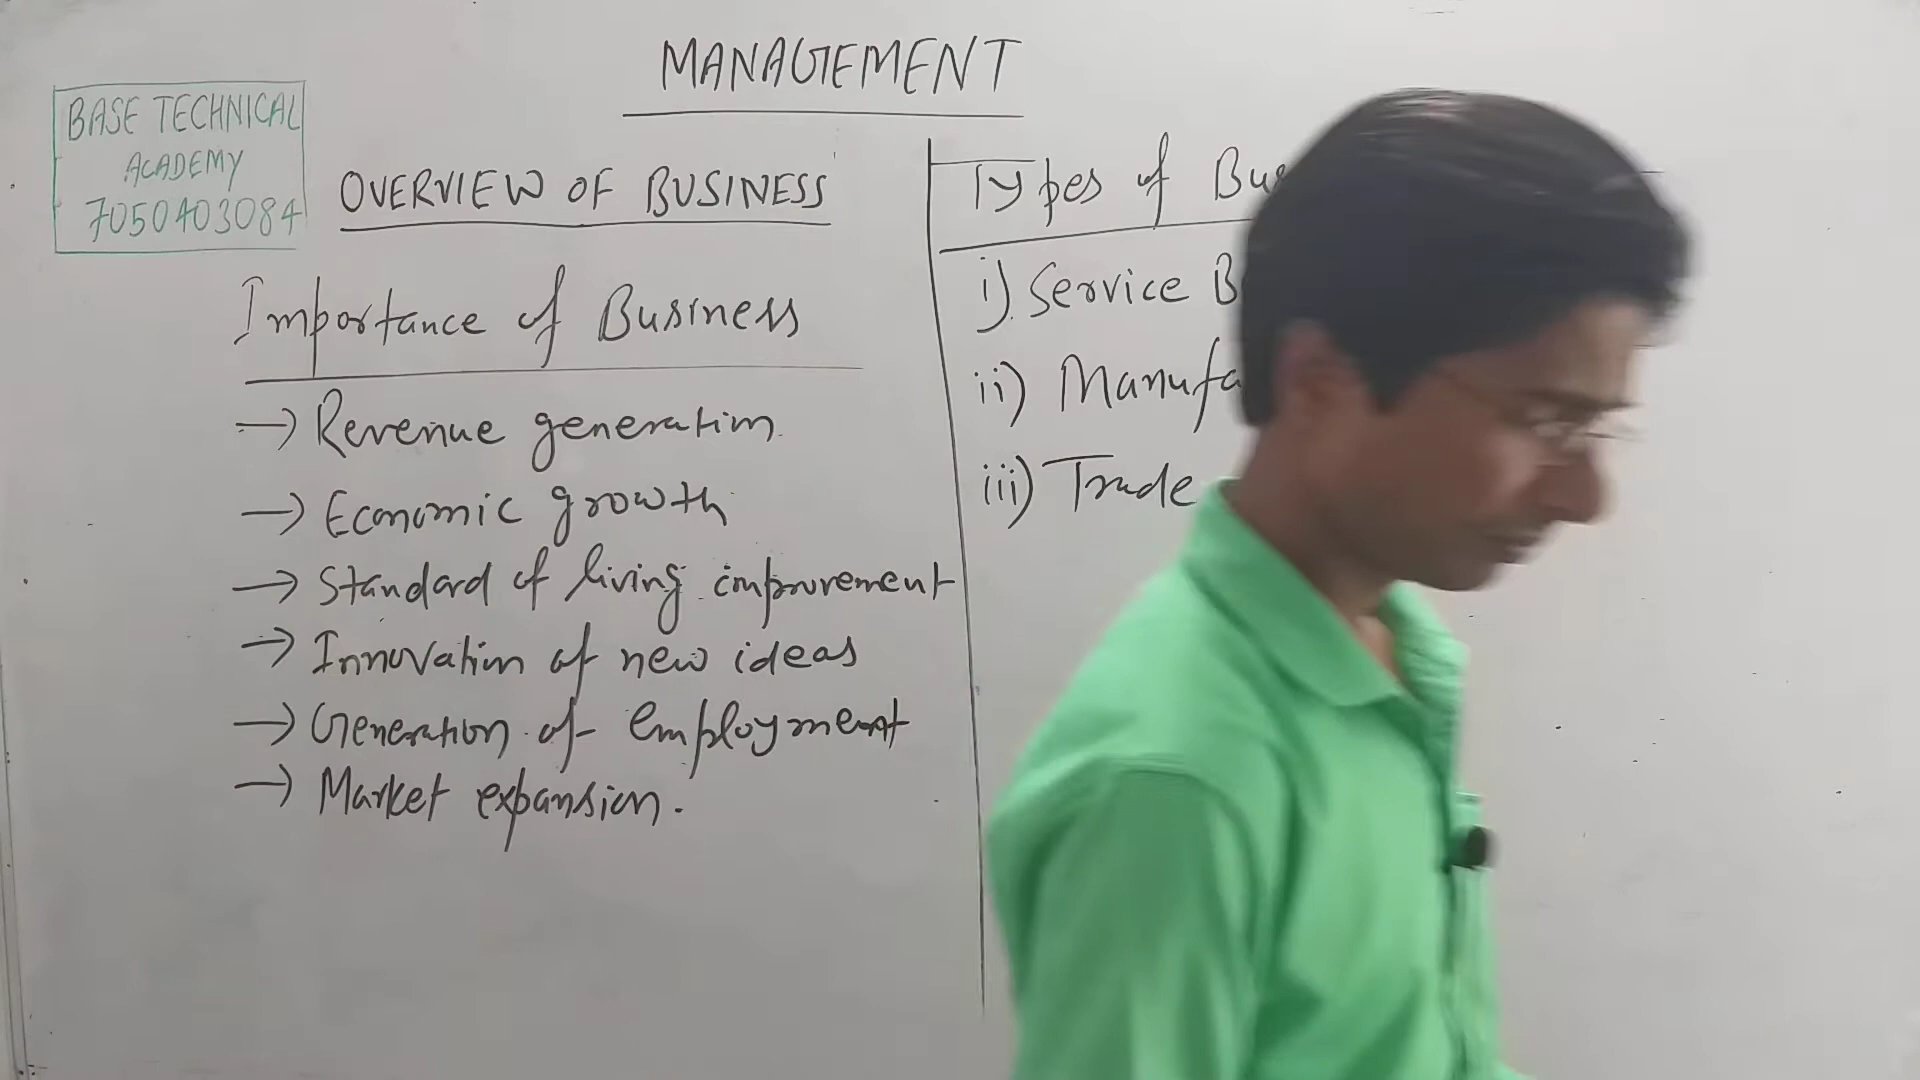 MANAGEMENT
BASE TECHNICAL
ACADEMY
7050403084
OVERVIEW OF BUSINESS
Importance of Business
→ Revenue generation
→ Economic growth
→ Standard of living improvement
→ Innovation of new ideas
→ Generation of employment
→ Market expansion.
Types of
i) Service
ii)
iii) Trade